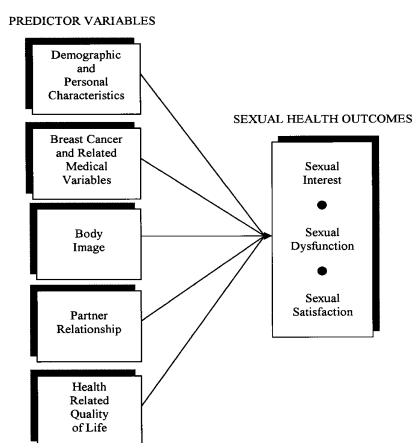 PREDICTOR VARIABLES
Demographic
and
Personal
Characteristics
Breast Cancer
and Related
Medical
Variables
Body
Image
Partner
Relationship
Health
Related
Quality
of Life
SEXUAL HEALTH OUTCOMES
Sexual
Interest
Sexual
Dysfunction
Sexual
Satisfaction